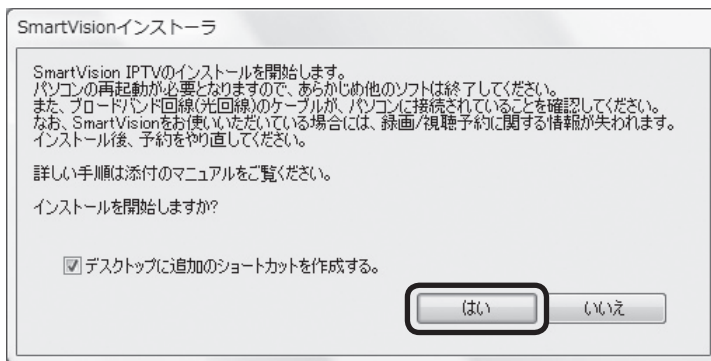 SmartVisionインストーラ
SmartVision IPTVのインストールを開始します。
パソコンの再起動が必要となりますので、あらかじめ他のソフトは終了してください。
また、ブロードバンド回線(光回線)のケーブルが、パソコンに接続されていることを確認してください。
なお、SmartVisionをお使いいただいている場合には、録画/視聴予約に関する情報が失われます。
インストール後、予約をやり直してください。
詳しい手順は添付のマニュアルをご覧ください。
インストールを開始しますか?
デスクトップに追加のショートカットを作成する。
はい
いいえ